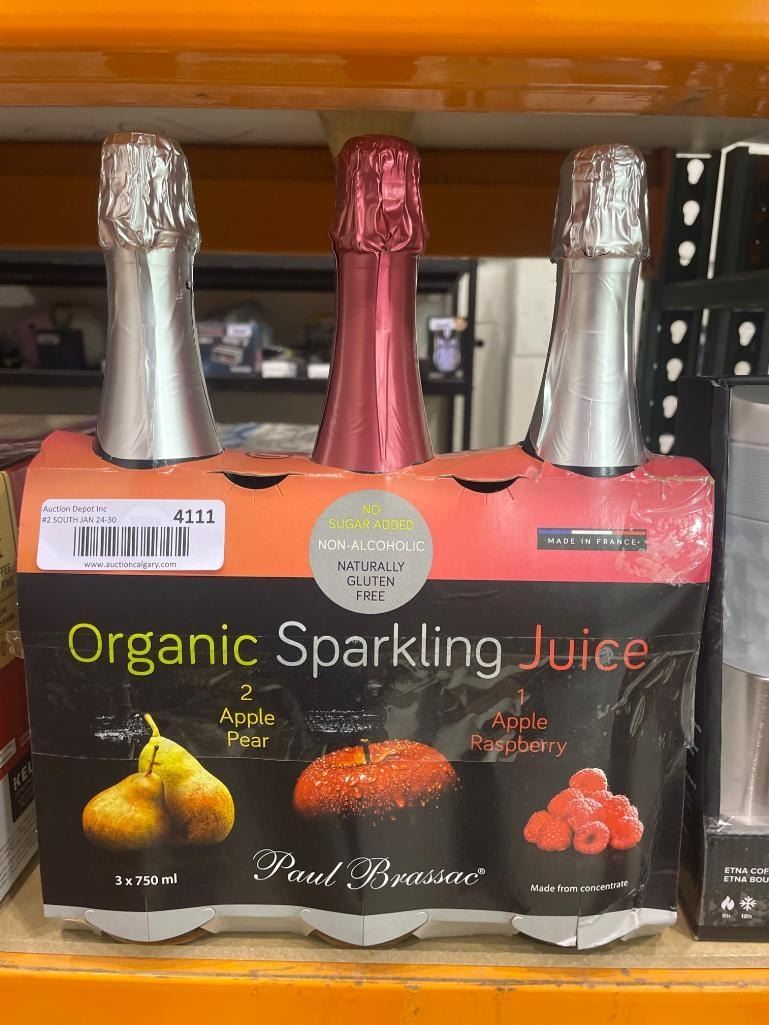 Auction Depot Inc
#2 SOUTH JAN 24-30
4111
www.auctioncalgary.com
NO
SUGAR ADDED
NON-ALCOHOLIC
NATURALLY
GLUTEN
FREE
MADE IN FRANCE
Organic Sparkling Juice
2
Apple
Pear
1
Apple
Raspberry
3 x 750 ml
Paul Brassac®
Made from concentrate
ETNA COF
ETNA BOU
9h
18h